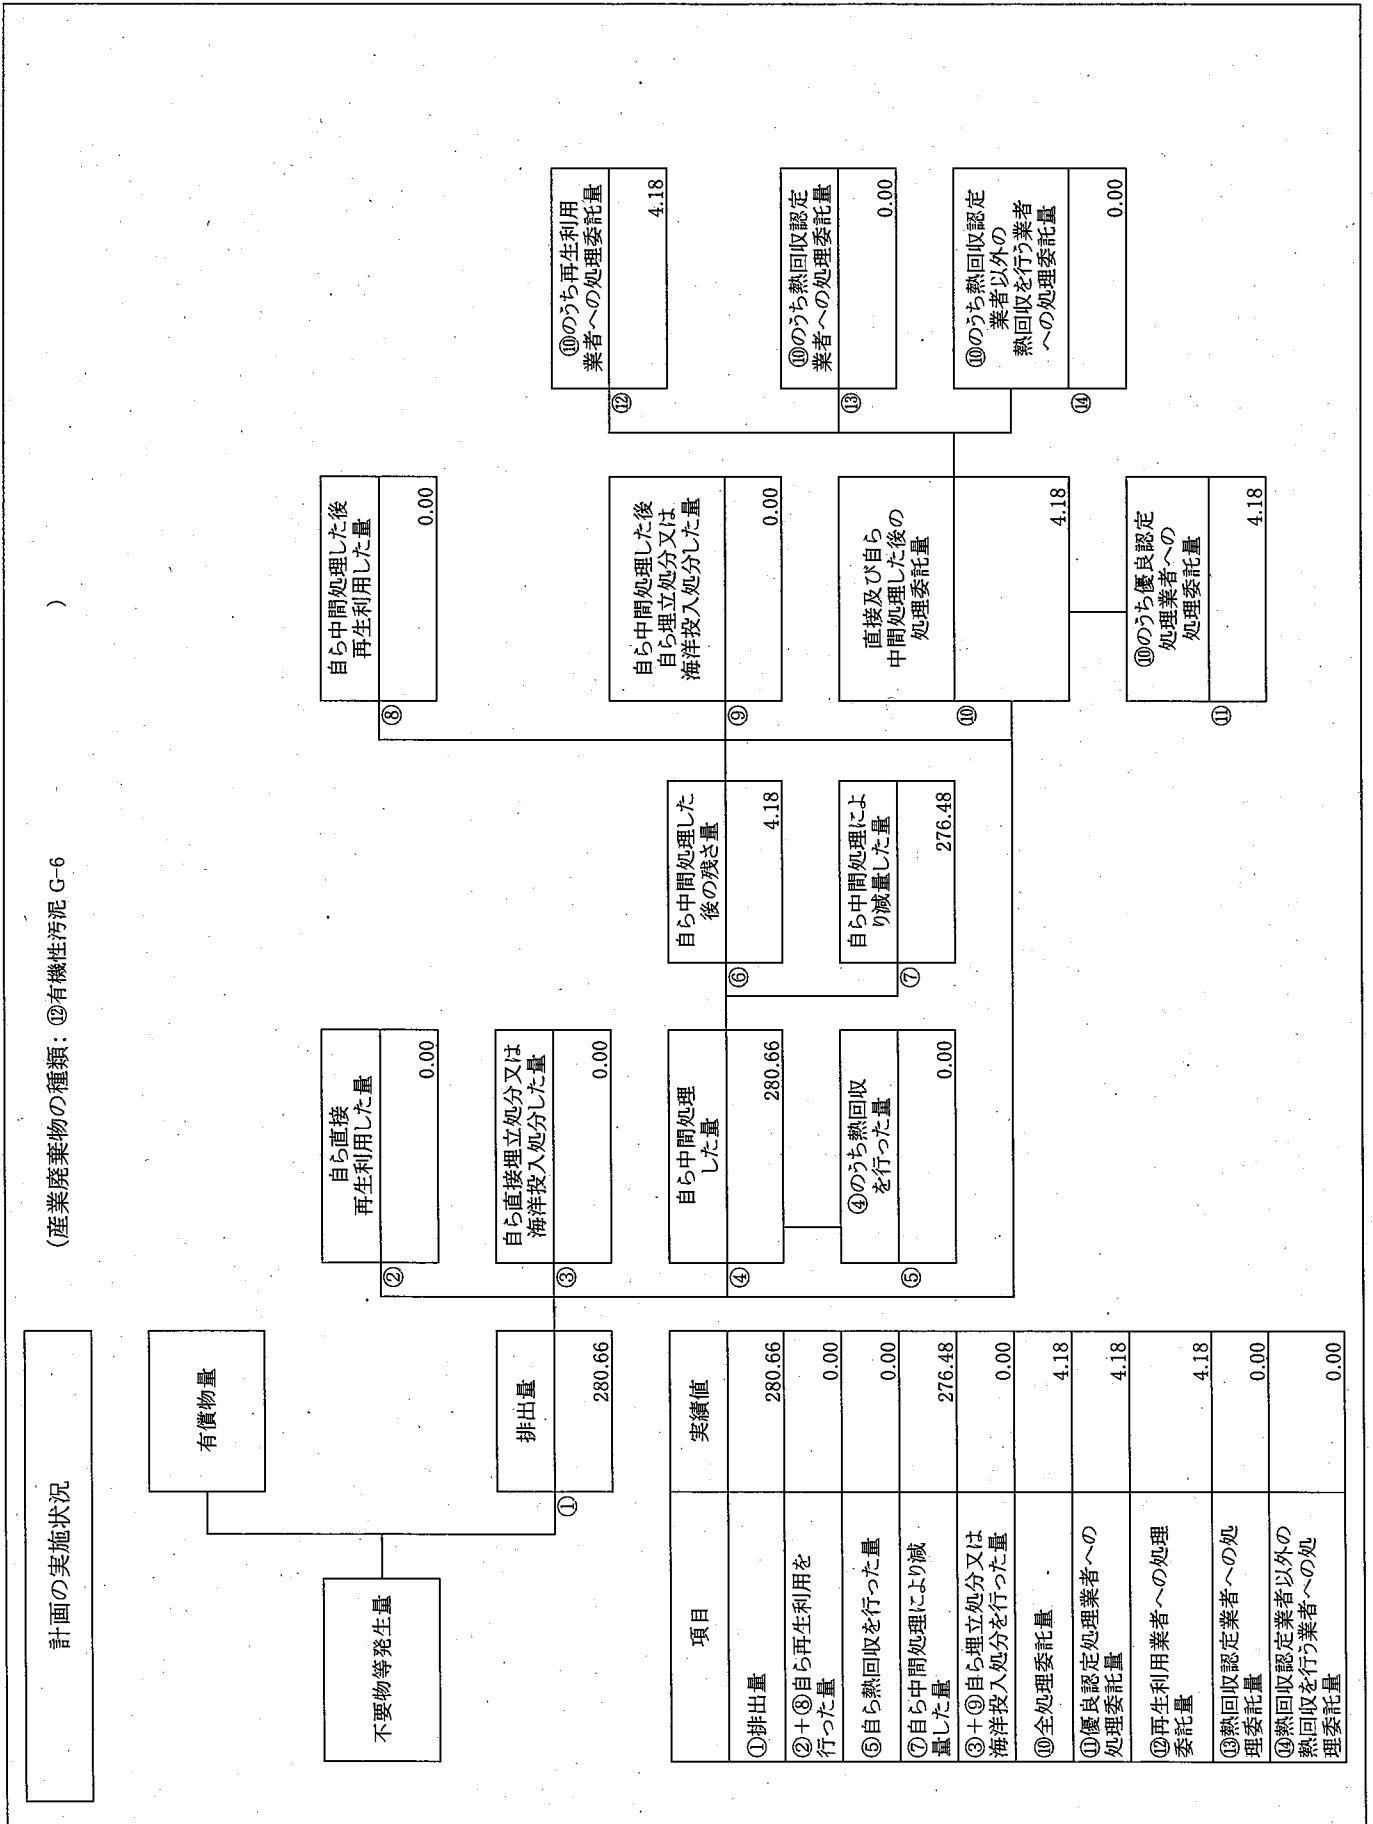 計画の実施状況
(産業廃棄物の種類：⑫有機性汚泥 G-6
)
不要物等発生量
有償物量
①
排出量
280.66
②
自ら直接
再生利用した量
0.00
③
自ら直接埋立処分又は
海洋投入処分した量
0.00
④
自ら中間処理
した量
280.66
⑤
④のうち熱回収
を行った量
0.00
⑥
自ら中間処理した
後の残さ量
4.18
⑦
自ら中間処理によ
り減量した量
276.48
⑧
自ら中間処理した後
再生利用した量
0.00
⑨
自ら中間処理した後
自ら埋立処分又は
海洋投入処分した量
0.00
⑩
直接及び自ら
中間処理した後の
処理委託量
4.18
⑪
⑩のうち優良認定
処理業者への
処理委託量
4.18
⑫
⑩のうち再生利用
業者への処理委託量
4.18
⑬
⑩のうち熱回収認定
業者への処理委託量
0.00
⑭
⑩のうち熱回収認定
業者以外の
熱回収を行う業者
への処理委託量
0.00
項目 実績値
①排出量 280.66
②+⑧自ら再生利用を
行った量 0.00
⑤自ら熱回収を行った量 0.00
⑦自ら中間処理により減
量した量 276.48
③+⑨自ら埋立処分又は
海洋投入処分を行った量 0.00
⑩全処理委託量 4.18
⑪優良認定処理業者への
処理委託量 4.18
⑫再生利用業者への処理
委託量 4.18
⑬熱回収認定業者への処
理委託量 0.00
⑭熱回収認定業者以外の
熱回収を行う業者への処
理委託量 0.00